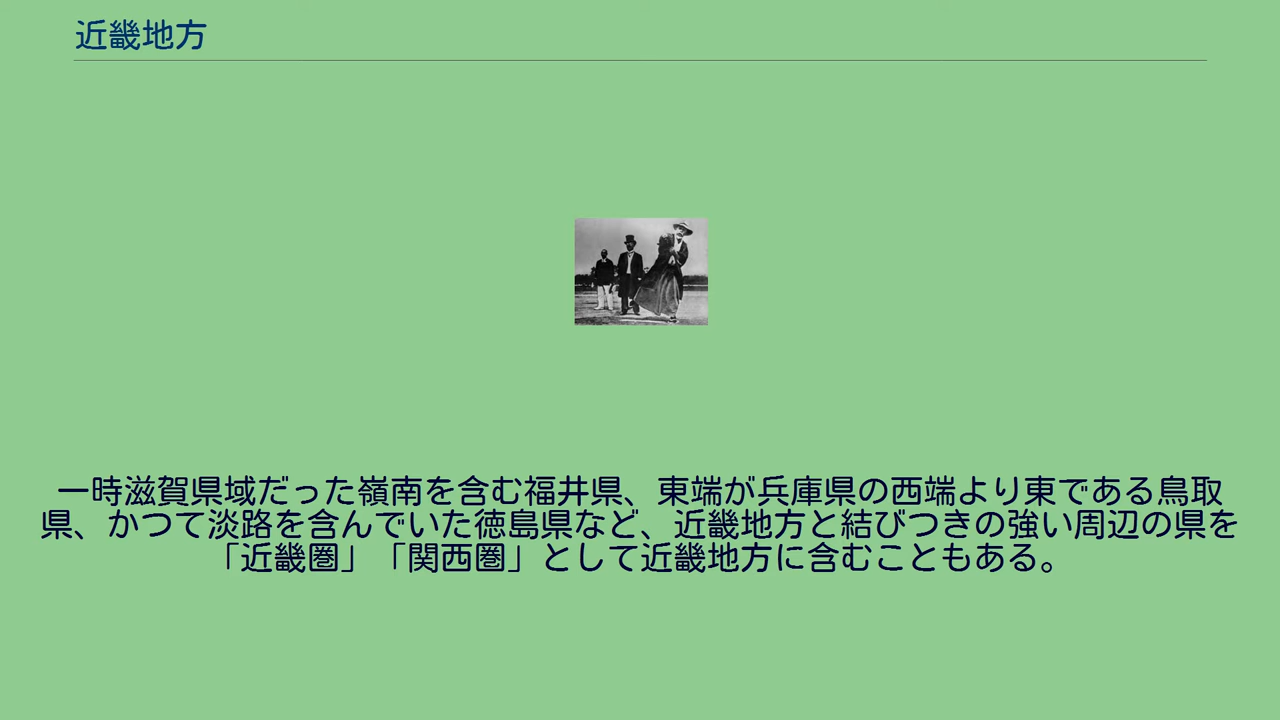 近畿地方
一時滋賀県域だった嶺南を含む福井県、東端が兵庫県の西端より東である鳥取
県、かつて淡路を含んでいた徳島県など、近畿地方と結びつきの強い周辺の県を
「近畿圏」「関西圏」として近畿地方に含むこともある。